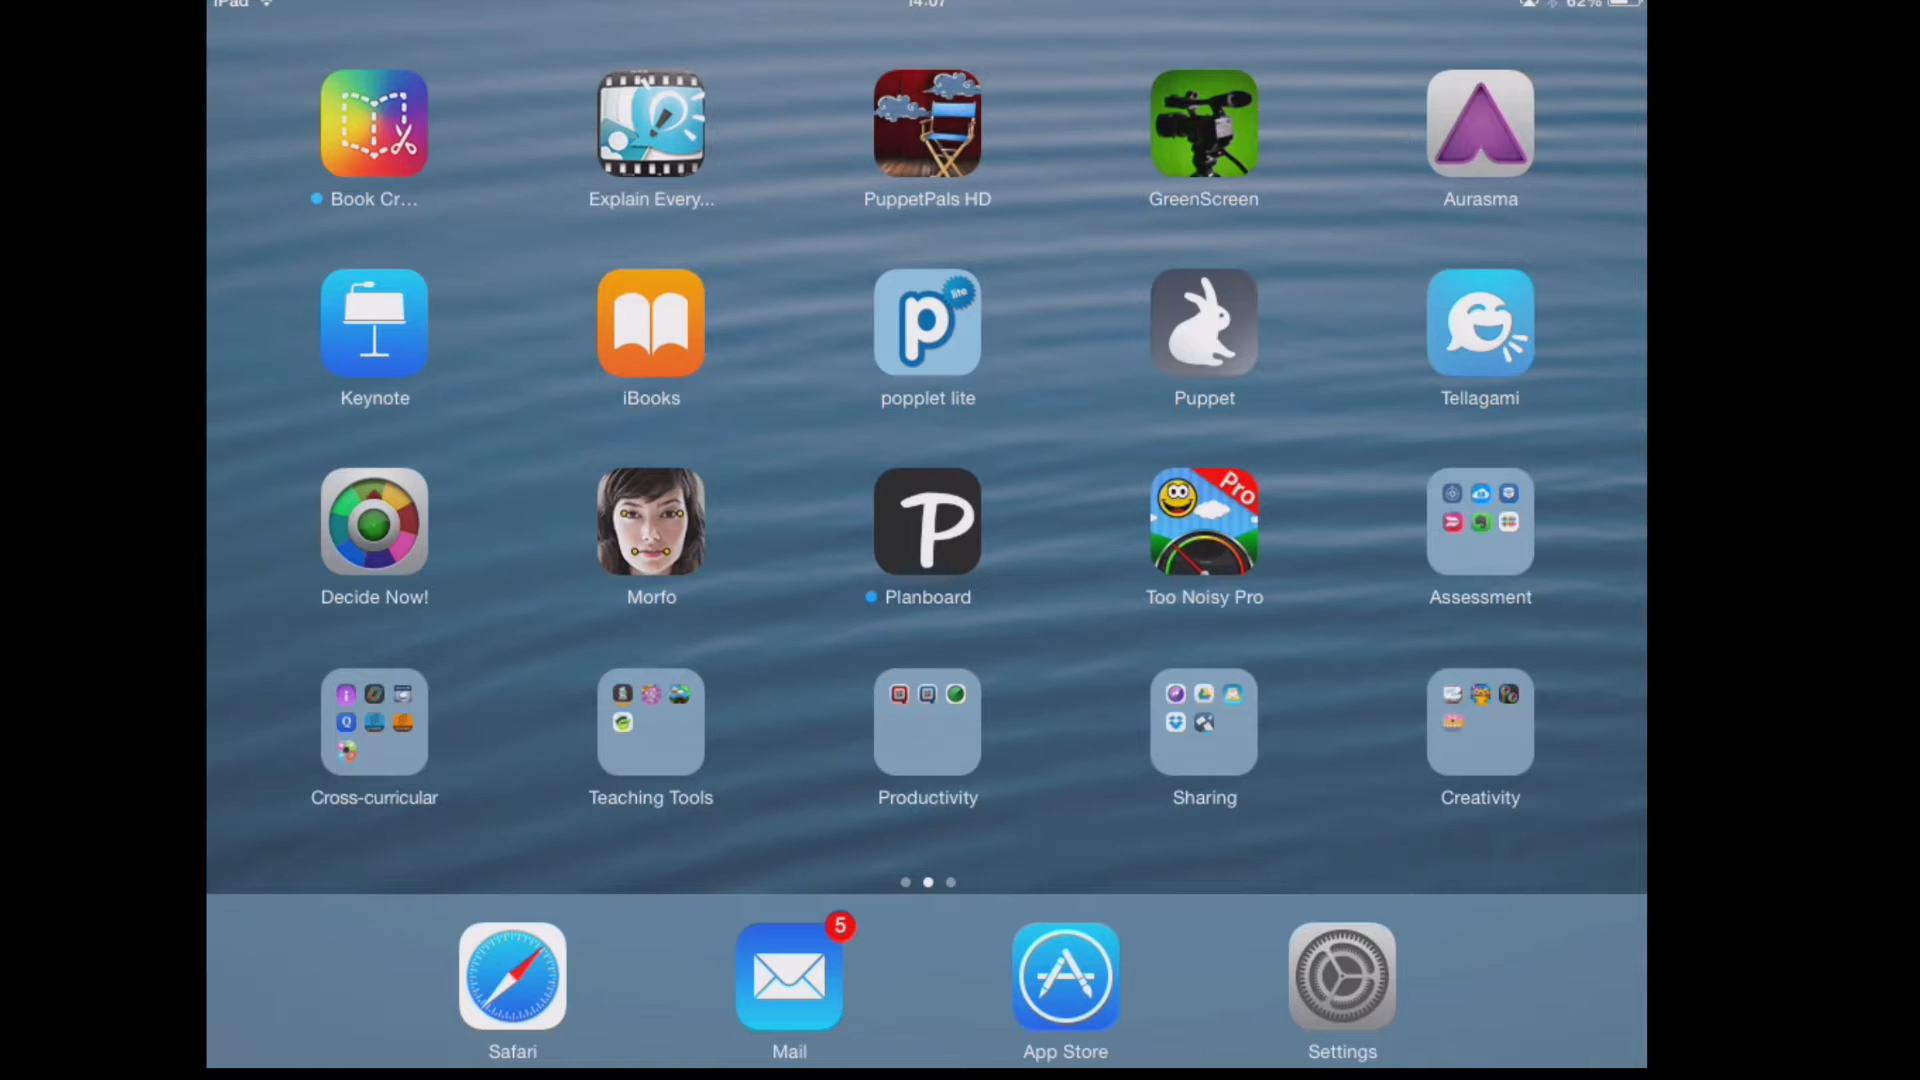 iPad 14:07 62%
Book Cr... Explain Every... PuppetPals HD GreenScreen Aurasma
lite
p
Keynote iBooks popplet lite Puppet Tellagami
P Pro
Decide Now! Morfo Planboard Too Noisy Pro Assessment
Cross-curricular Teaching Tools Productivity Sharing Creativity
5
Safari Mail App Store Settings